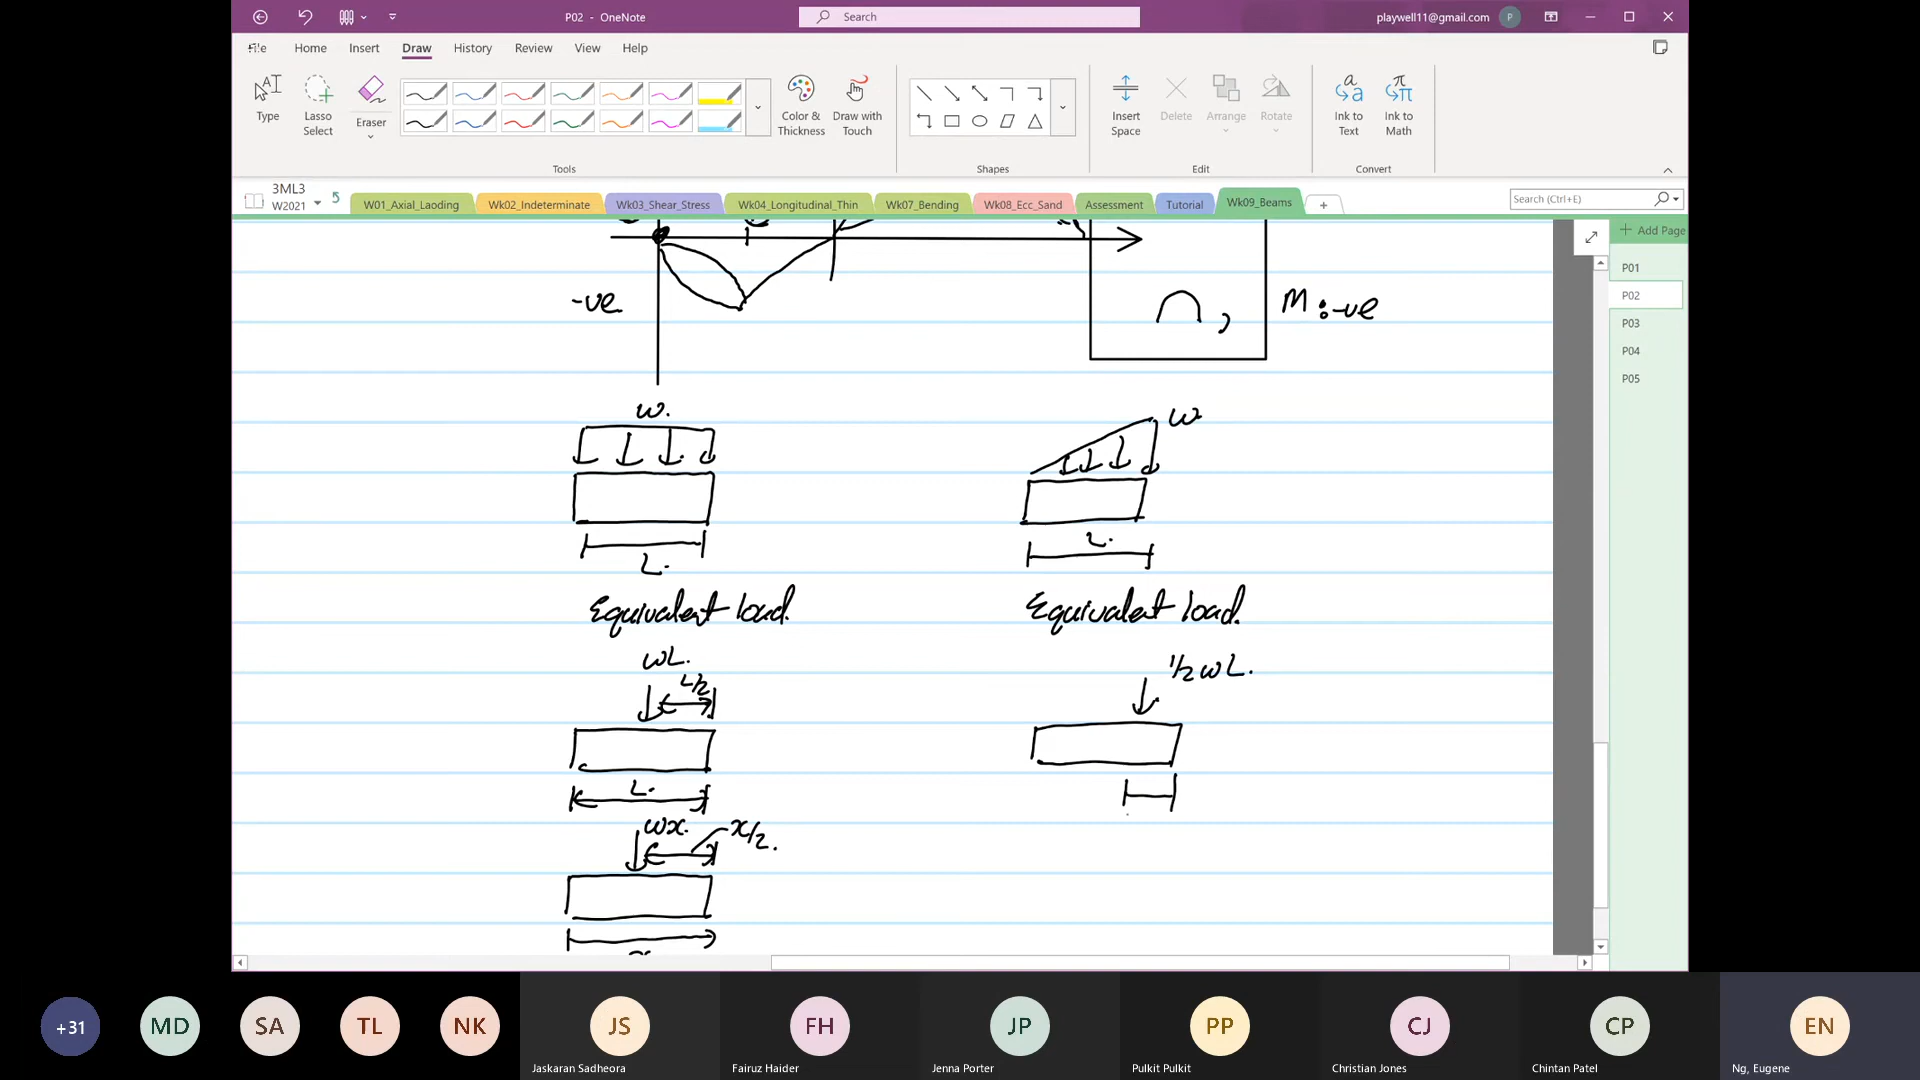 P02 - OneNote
Search
playwell11@gmail.com
P
File
Home
Insert
Draw
History
Review
View
Help
Type
Lasso
Select
Eraser
Color &
Thickness
Draw with
Touch
Insert
Space
Delete
Arrange
Rotate
Ink to
Text
Ink to
Math
Tools
Shapes
Edit
Convert
3ML3
W2021
W01_Axial_Laoding
Wk02_Indeterminate
Wk03_Shear_Stress
Wk04_Longitudinal_Thin
Wk07_Bending
Wk08_Ecc_Sand
Assessment
Tutorial
Wk09_Beams
Search (Ctrl+E)
Add Page
P01
P02
P03
P04
P05
-ve
M : -ve
w.
w
L.
L.
Equivalent load.
Equivalent load.
wL.
L/2
1/2 wL.
L.
wx.
x/2.
+31
MD
SA
TL
NK
JS
Jaskaran Sadheora
FH
Fairuz Haider
JP
Jenna Porter
PP
Pulkit Pulkit
CJ
Christian Jones
CP
Chintan Patel
EN
Ng, Eugene